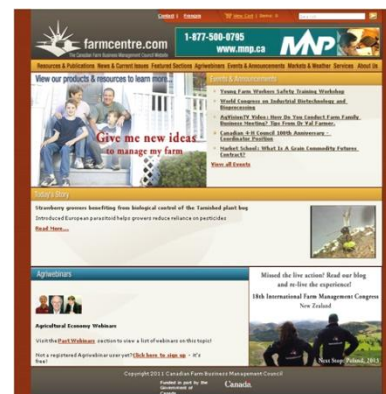 Contact | Français
View Cart | Items: 0
farmcentre.com
The Canadian Farm Business Management Council Website
1-877-500-0795
www.mnp.ca
MNP
Resources & Publications News & Current Issues Featured Sections Agriwebinars Events & Announcements Markets & Weather Services About Us
View our products & resources to learn more...
Give me new ideas
to manage my farm
Events & Announcements
Young Farm Workers Safety Training Workshop
World Congress on Industrial Biotechnology and
Bioprocessing
AgVisionTV Video: How Do You Conduct Farm Family
Business Meeting? Tips From Dr Val Farmer.
Canadian 4-H Council 100th Anniversary -
Coordinator Position
Market School: What Is A Grain Commodity Futures
Contract?
View all Events
Today's Story
Strawberry growers benefiting from biological control of the Tarnished plant bug
Introduced European parasitoid helps growers reduce reliance on pesticides
Read More...
Agriwebinars
Agricultural Economy Webinars
Visit the Past Webinars section to view a list of webinars on this topic!
Not a registered Agriwebinar user yet? Click here to sign up - it's
free!
Missed the live action? Read our blog
and re-live the experience!
18th International Farm Management Congress
New Zealand
Next Stop: Poland, 2013
Copyright 2011 Canadian Farm Business Management Council
Funded in part by the
Government of
Canada
Canada